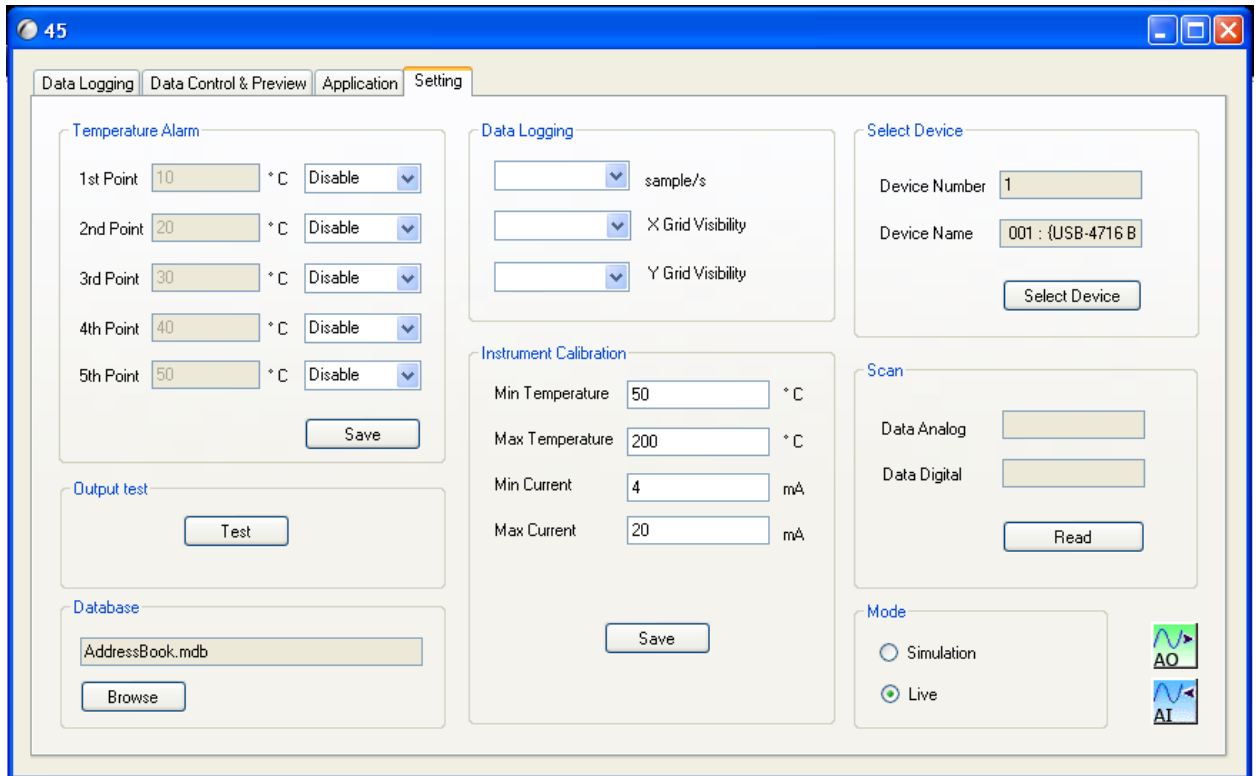 45
Data Logging Data Control & Preview Application Setting
Temperature Alarm
1st Point 10 ° C Disable
2nd Point 20 ° C Disable
3rd Point 30 ° C Disable
4th Point 40 ° C Disable
5th Point 50 ° C Disable
Save
Output test
Test
Database
AddressBook.mdb
Browse
Data Logging
sample/s
X Grid Visibility
Y Grid Visibility
Instrument Calibration
Min Temperature 50 ° C
Max Temperature 200 ° C
Min Current 4 mA
Max Current 20 mA
Save
Select Device
Device Number 1
Device Name 001 : {USB-4716 B
Select Device
Scan
Data Analog
Data Digital
Read
Mode
Simulation
Live
AO
AI